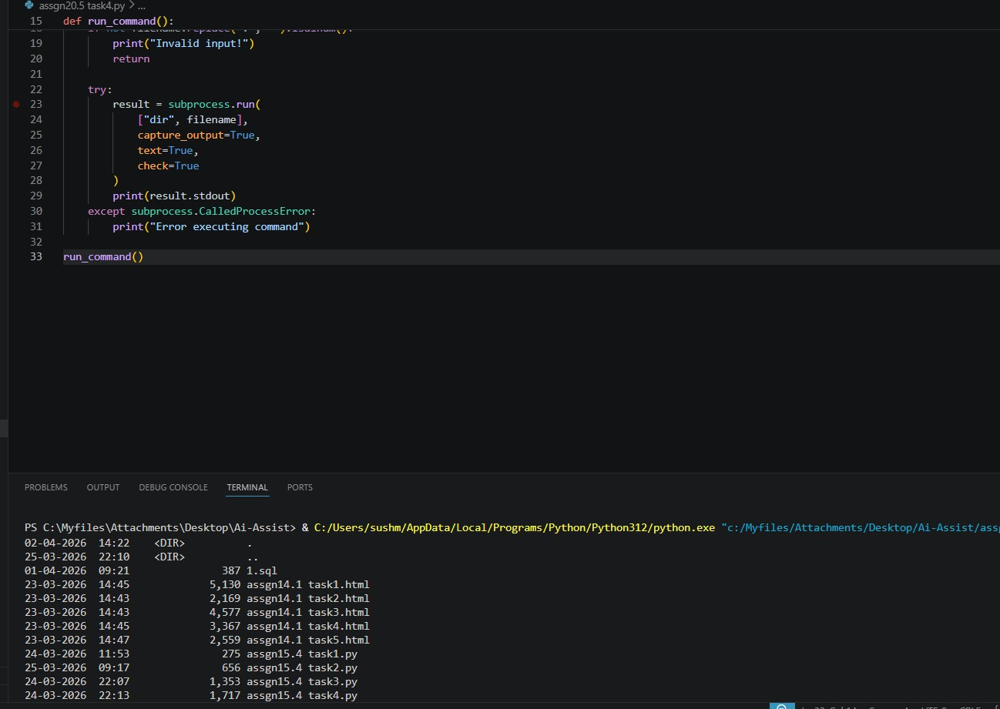 assgn20.5 task4.py > ...
15 def run_command():
19 print("Invalid input!")
20 return
21
22 try:
23 result = subprocess.run(
24 ["dir", filename],
25 capture_output=True,
26 text=True,
27 check=True
28 )
29 print(result.stdout)
30 except subprocess.CalledProcessError:
31 print("Error executing command")
32
33 run_command()
PROBLEMS OUTPUT DEBUG CONSOLE TERMINAL PORTS
PS C:\Myfiles\Attachments\Desktop\Ai-Assist> & C:/Users/sushm/AppData/Local/Programs/Python/Python312/python.exe "c:/Myfiles/Attachments/Desktop/Ai-Assist/ass
02-04-2026 14:22 <DIR> .
25-03-2026 22:10 <DIR> ..
01-04-2026 09:21 387 1.sql
23-03-2026 14:45 5,130 assgn14.1 task1.html
23-03-2026 14:43 2,169 assgn14.1 task2.html
23-03-2026 14:43 4,577 assgn14.1 task3.html
23-03-2026 14:45 3,367 assgn14.1 task4.html
23-03-2026 14:47 2,559 assgn14.1 task5.html
24-03-2026 11:53 275 assgn15.4 task1.py
25-03-2026 09:17 656 assgn15.4 task2.py
24-03-2026 22:07 1,353 assgn15.4 task3.py
24-03-2026 22:13 1,717 assgn15.4 task4.py